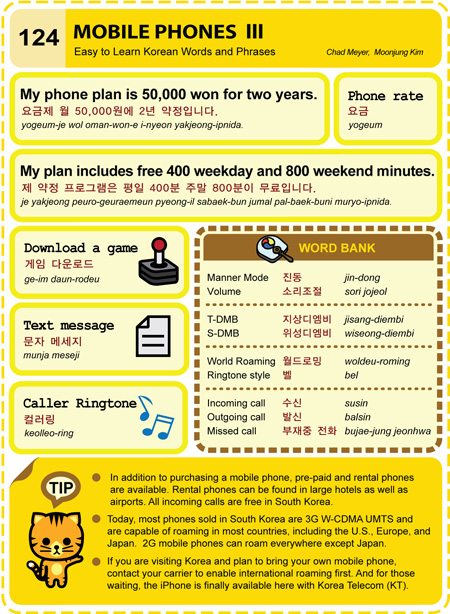 124
MOBILE PHONES III
Easy to Learn Korean Words and Phrases
Chad Meyer, Moonjung Kim
My phone plan is 50,000 won for two years.
요금제 월 50,000원에 2년 약정입니다.
yogeum-je wol oman-won-e i-nyeon yakjeong-ipnida.
Phone rate
요금
yogeum
My plan includes free 400 weekday and 800 weekend minutes.
제 약정 프로그램은 평일 400분 주말 800분이 무료입니다.
je yakjeong peuro-geuraemeun pyeong-il sabaek-bun jumal pal-baek-buni muryo-ipnida.
Download a game
게임 다운로드
ge-im daun-rodeu
Text message
문자 메세지
munja meseji
Caller Ringtone
컬러링
keolleo-ring
WORD BANK
Manner Mode 진동 jin-dong
Volume 소리조절 sori jojeol
T-DMB 지상디엠비 jisang-diembi
S-DMB 위성디엠비 wiseong-diembi
World Roaming 월드로밍 woldeu-roming
Ringtone style 벨 bel
Incoming call 수신 susin
Outgoing call 발신 balsin
Missed call 부재중 전화 bujae-jung jeonhwa
TIP
In addition to purchasing a mobile phone, pre-paid and rental phones
are available. Rental phones can be found in large hotels as well as
airports. All incoming calls are free in South Korea.
Today, most phones sold in South Korea are 3G W-CDMA UMTS and
are capable of roaming in most countries, including the U.S., Europe, and
Japan. 2G mobile phones can roam everywhere except Japan.
If you are visiting Korea and plan to bring your own mobile phone,
contact your carrier to enable international roaming first. And for those
waiting, the iPhone is finally available here with Korea Telecom (KT).